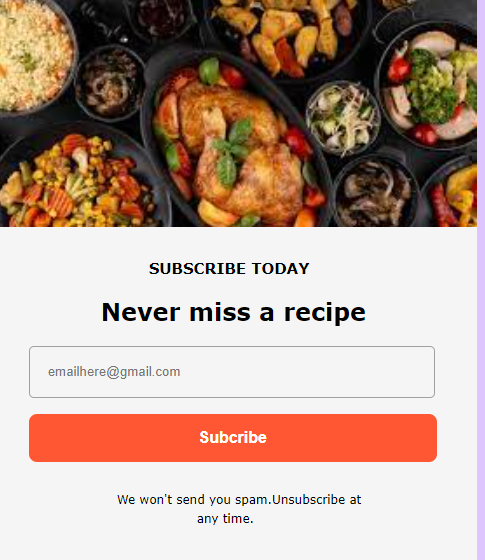 SUBSCRIBE TODAY
Never miss a recipe
emailhere@gmail.com
Subcribe
We won't send you spam.Unsubscribe at
any time.